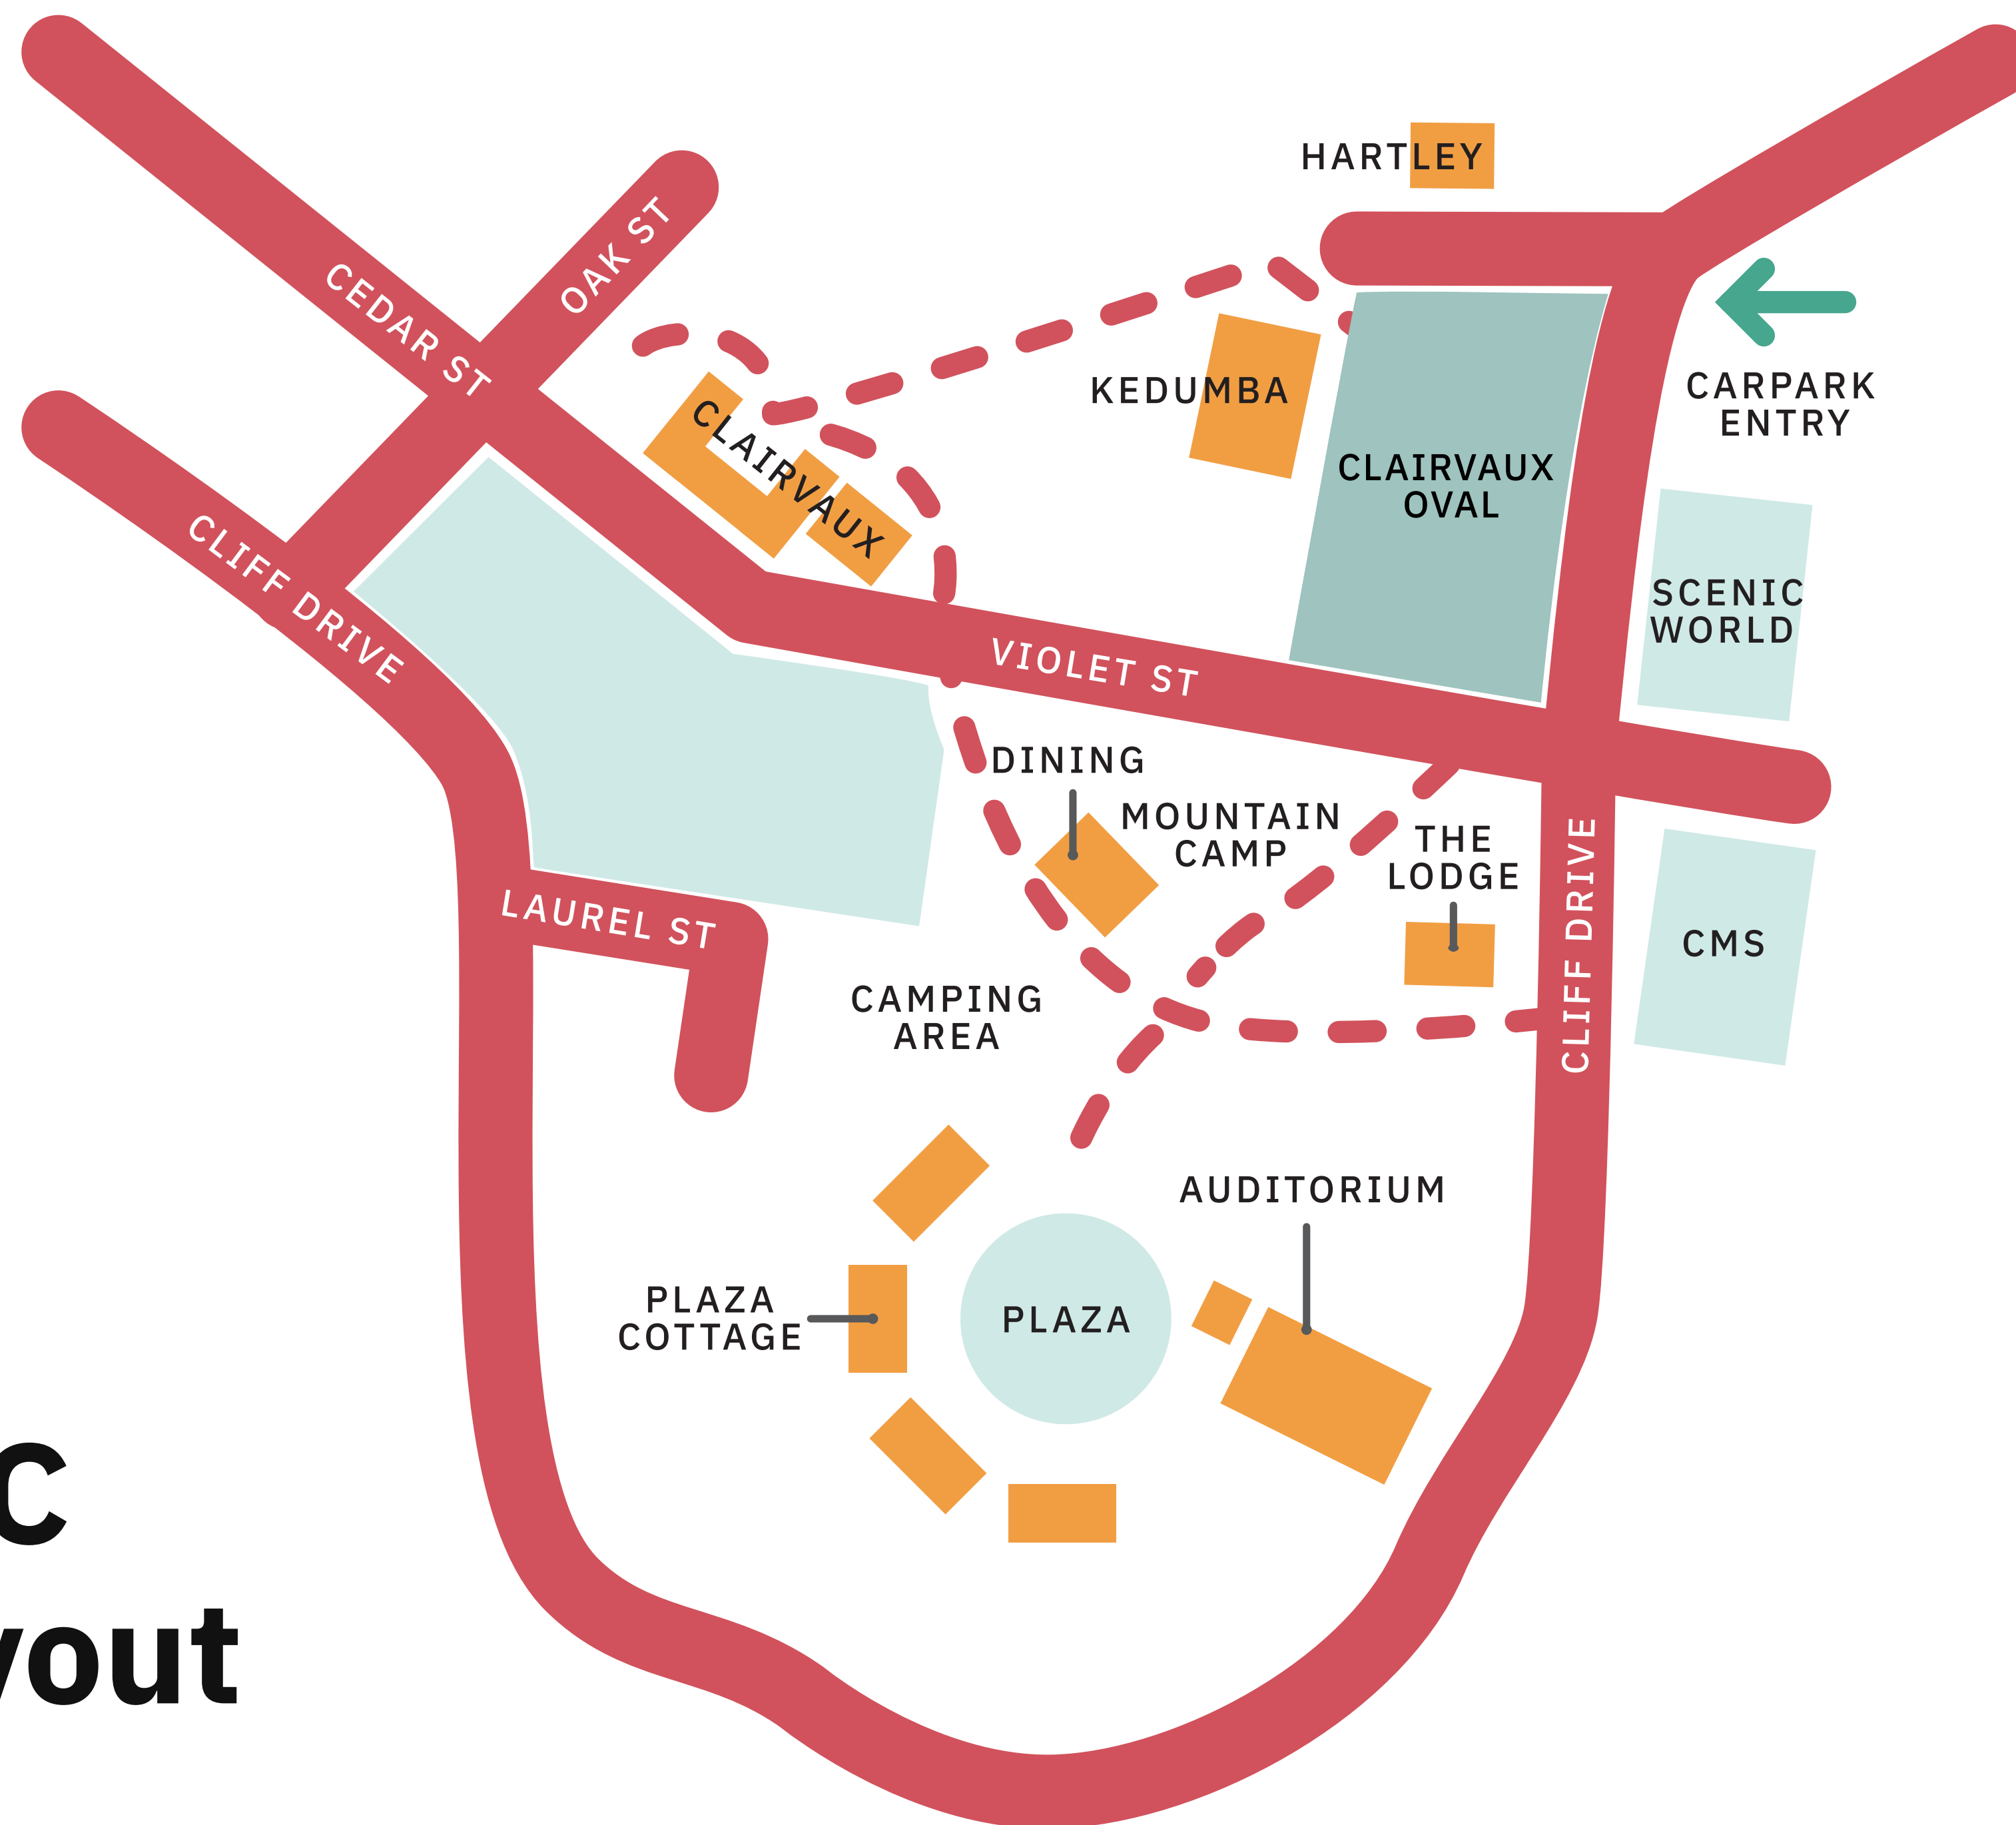 HARTLEY
OAK ST
CEDAR ST
KEDUMBA
CARPARK
ENTRY
CLAIRVAUX
CLAIRVAUX
OVAL
CLIFF DRIVE
SCENIC
WORLD
VIOLET ST
DINING
MOUNTAIN
CAMP
THE
LODGE
LAUREL ST
CLIFF DRIVE
CMS
CAMPING
AREA
AUDITORIUM
PLAZA
COTTAGE
PLAZA
C
yout